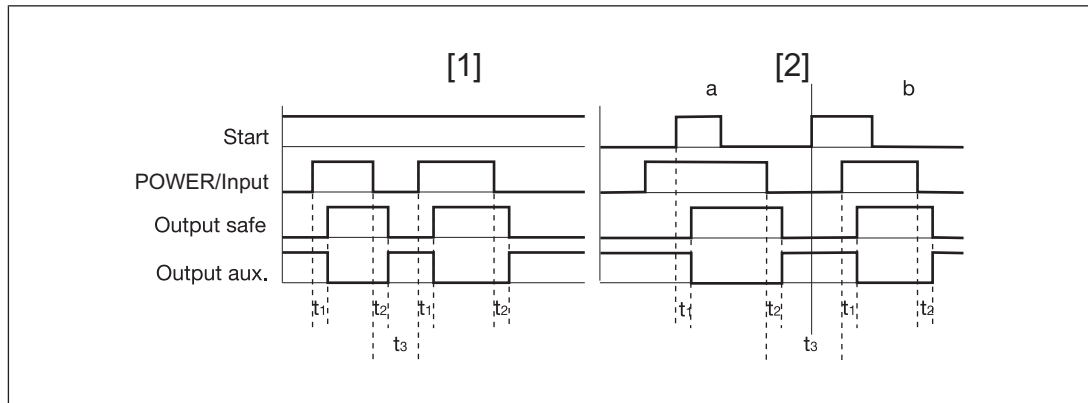 [1] [2]
a b
Start
POWER/Input
Output safe
Output aux.
t1 t2 t1 t2 t1 t2 t1 t2
t3 t3